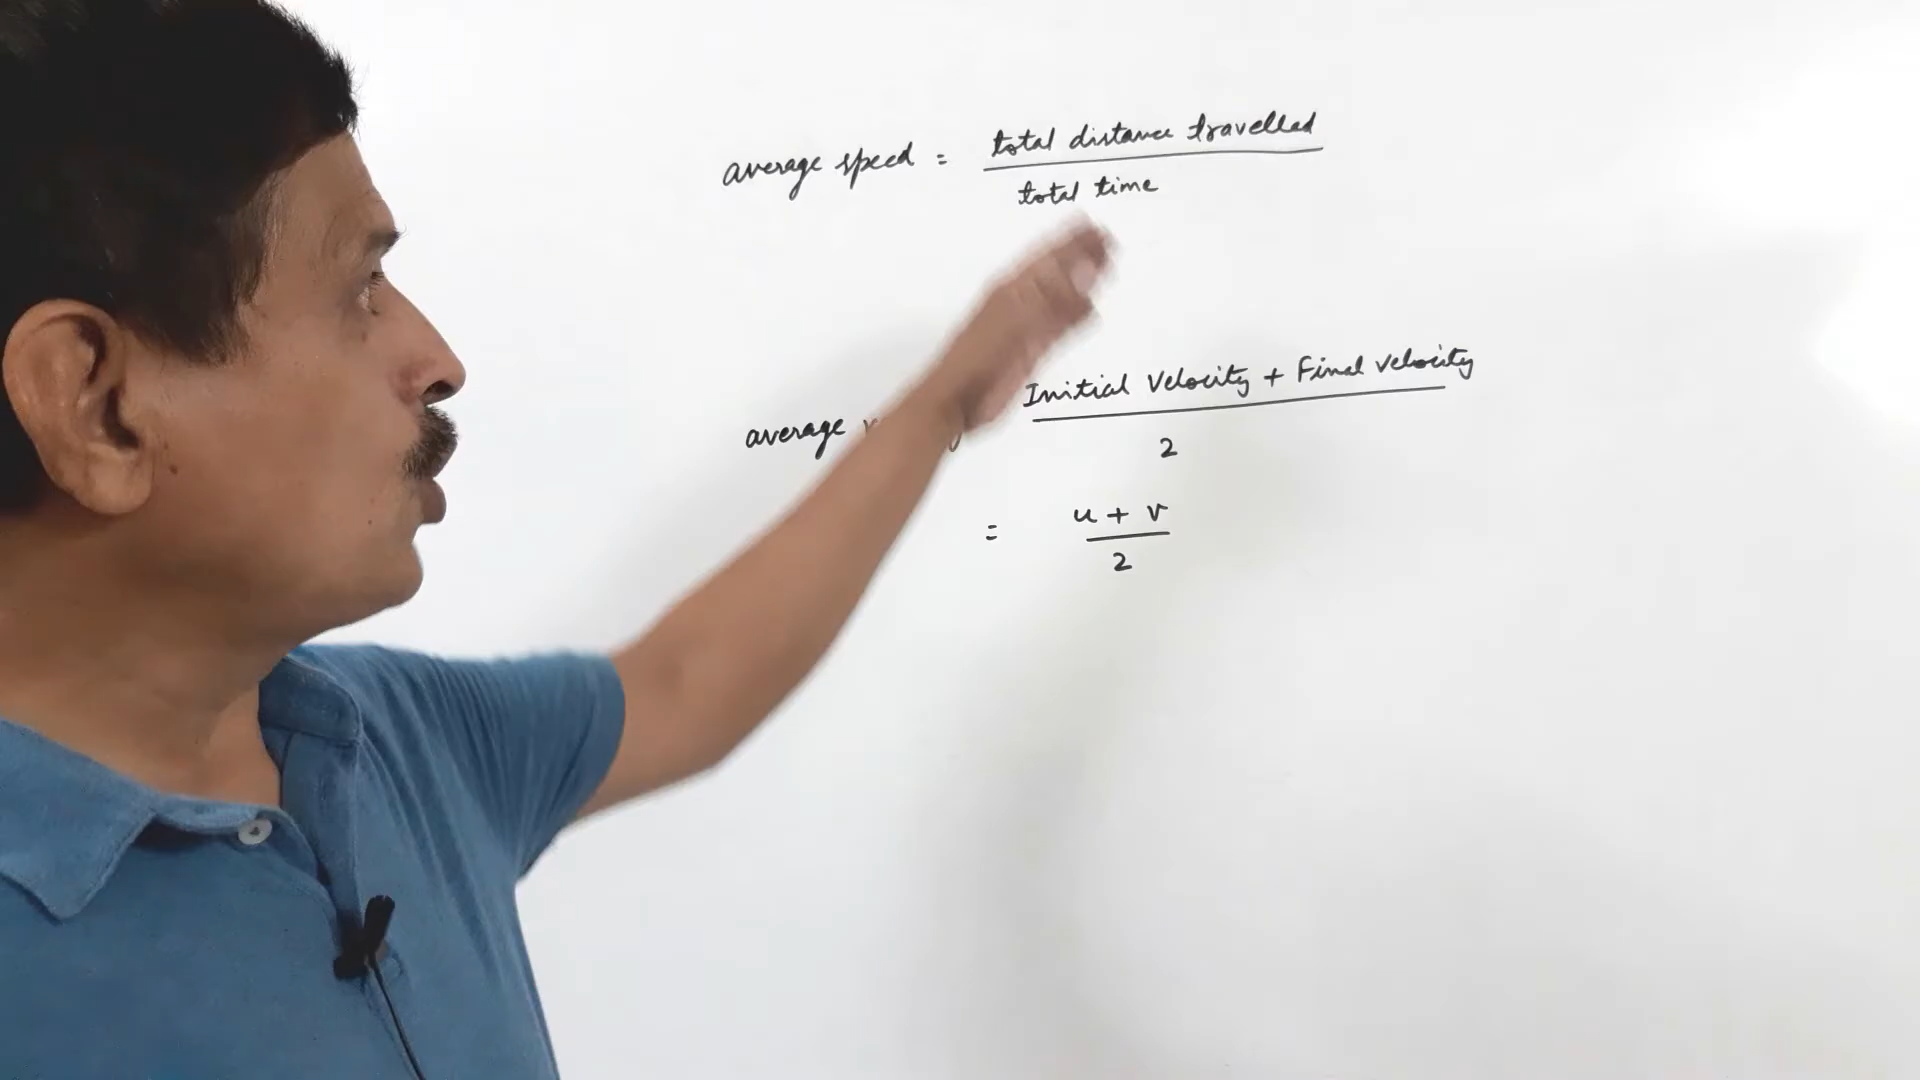 average speed = total distance travelled
total time
average Initial Velocity + Final velocity
2
= u + v
2